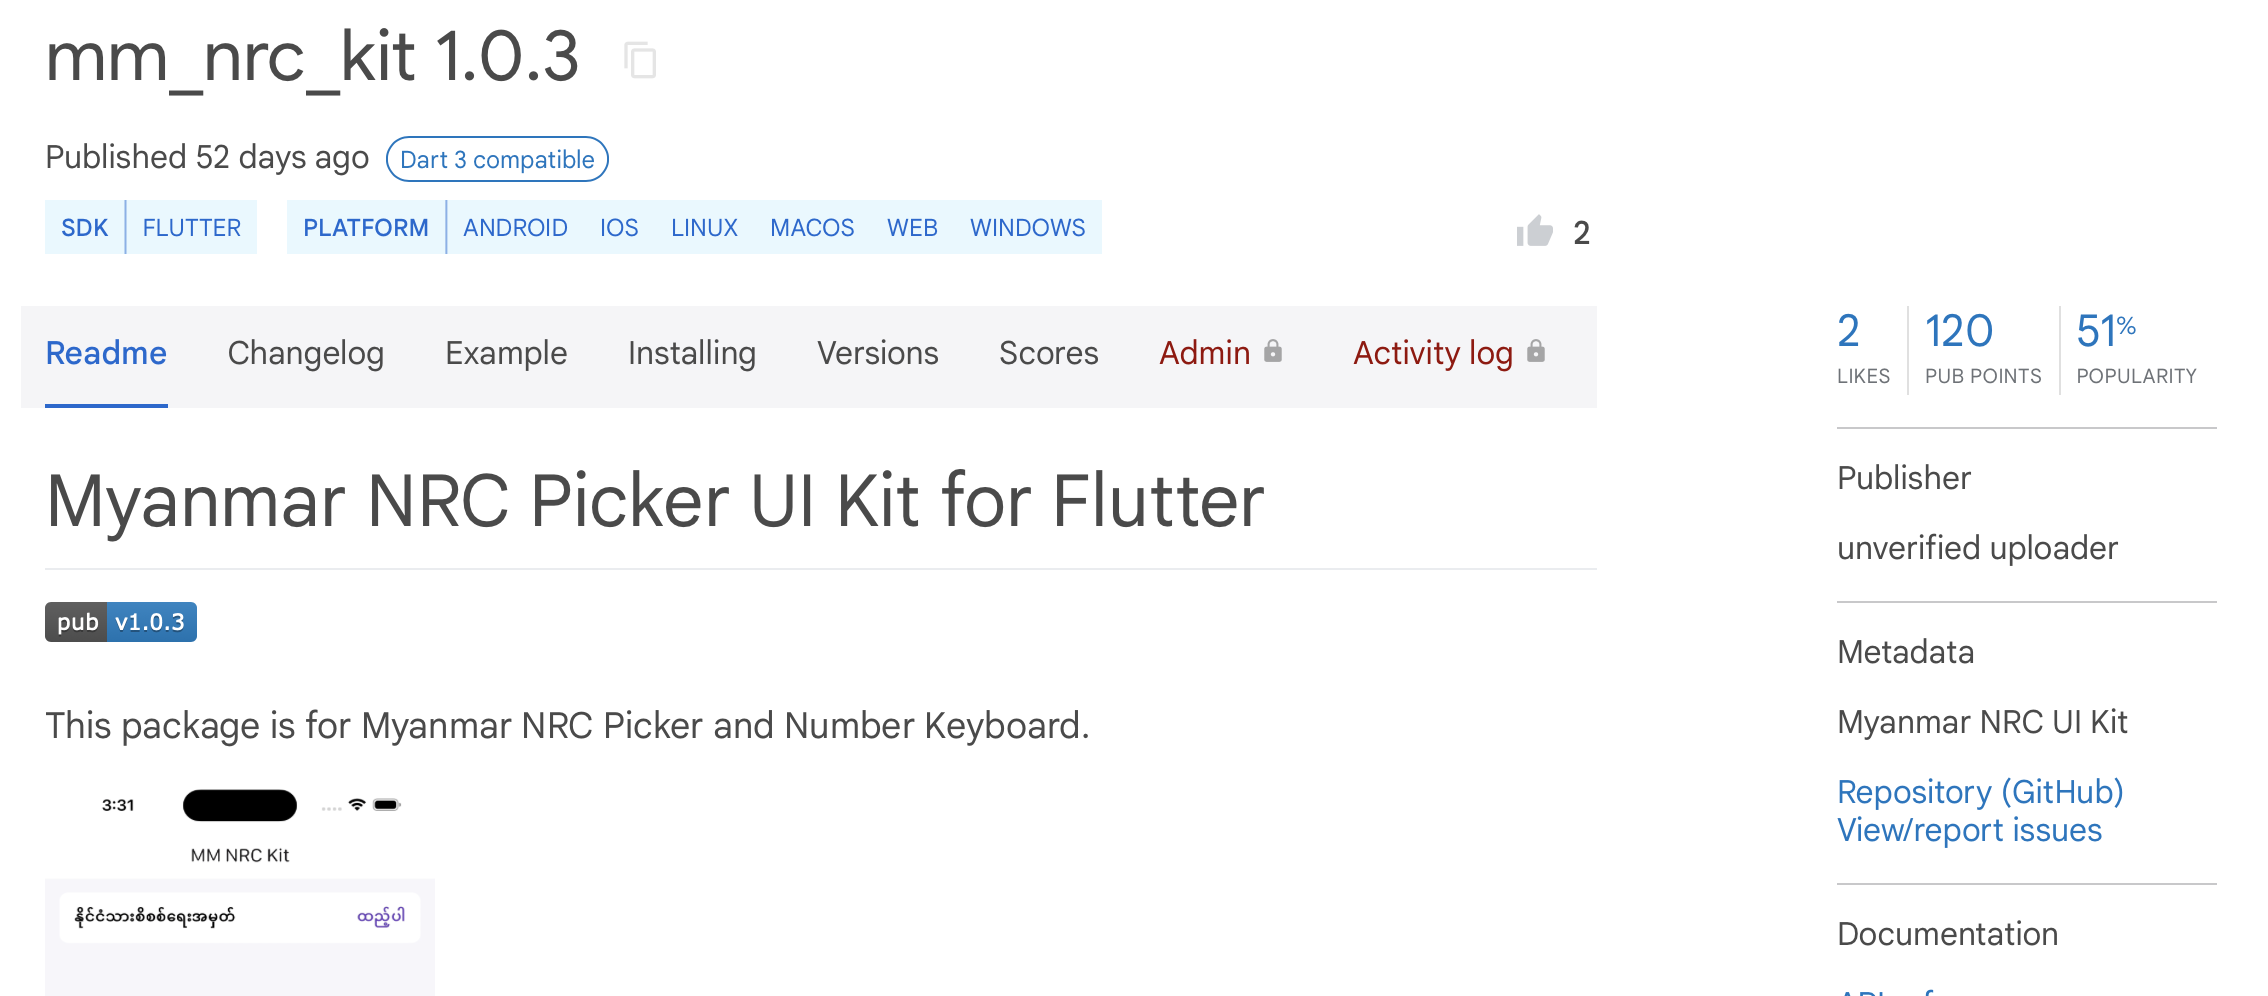 mm_nrc_kit 1.0.3
Published 52 days ago Dart 3 compatible
SDK FLUTTER PLATFORM ANDROID IOS LINUX MACOS WEB WINDOWS
2
Readme Changelog Example Installing Versions Scores Admin Activity log
Myanmar NRC Picker UI Kit for Flutter
pub v1.0.3
This package is for Myanmar NRC Picker and Number Keyboard.
3:31
MM NRC Kit
နိုင်ငံသားစိစစ်ရေးအမှတ် ထည့်ပါ
2 120 51%
LIKES PUB POINTS POPULARITY
Publisher
unverified uploader
Metadata
Myanmar NRC UI Kit
Repository (GitHub)
View/report issues
Documentation